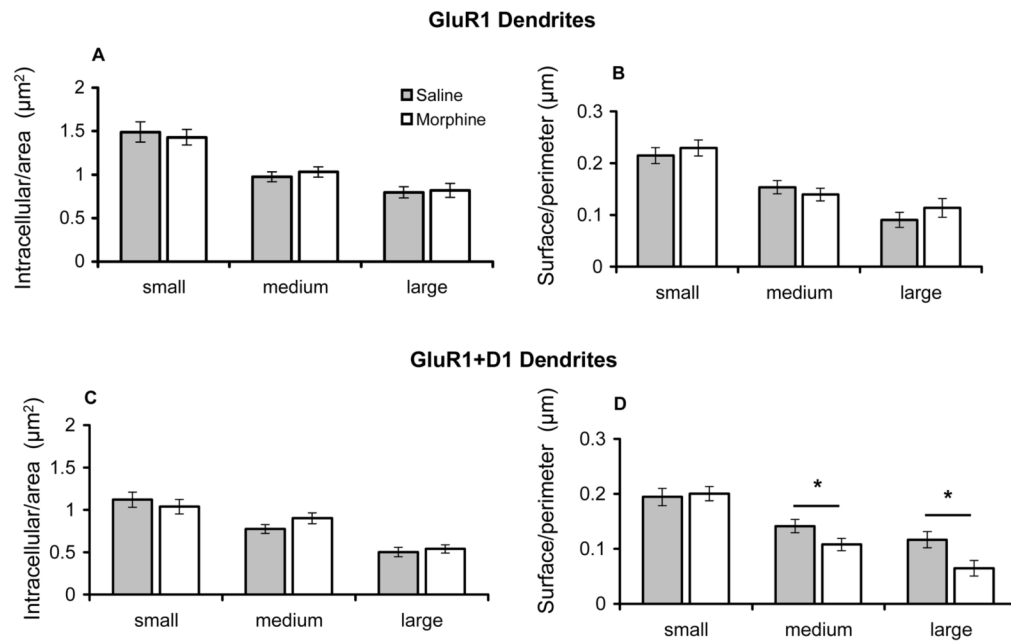 GluR1 Dendrites
A
Intracellular/area (µm²)
2
1.5
1
0.5
0
Saline
Morphine
small medium large
B
Surface/perimeter (µm)
0.3
0.2
0.1
0
small medium large
GluR1+D1 Dendrites
C
Intracellular/area (µm²)
2
1.5
1
0.5
0
small medium large
D
Surface/perimeter (µm)
0.3
0.2
0.1
0
* *
small medium large